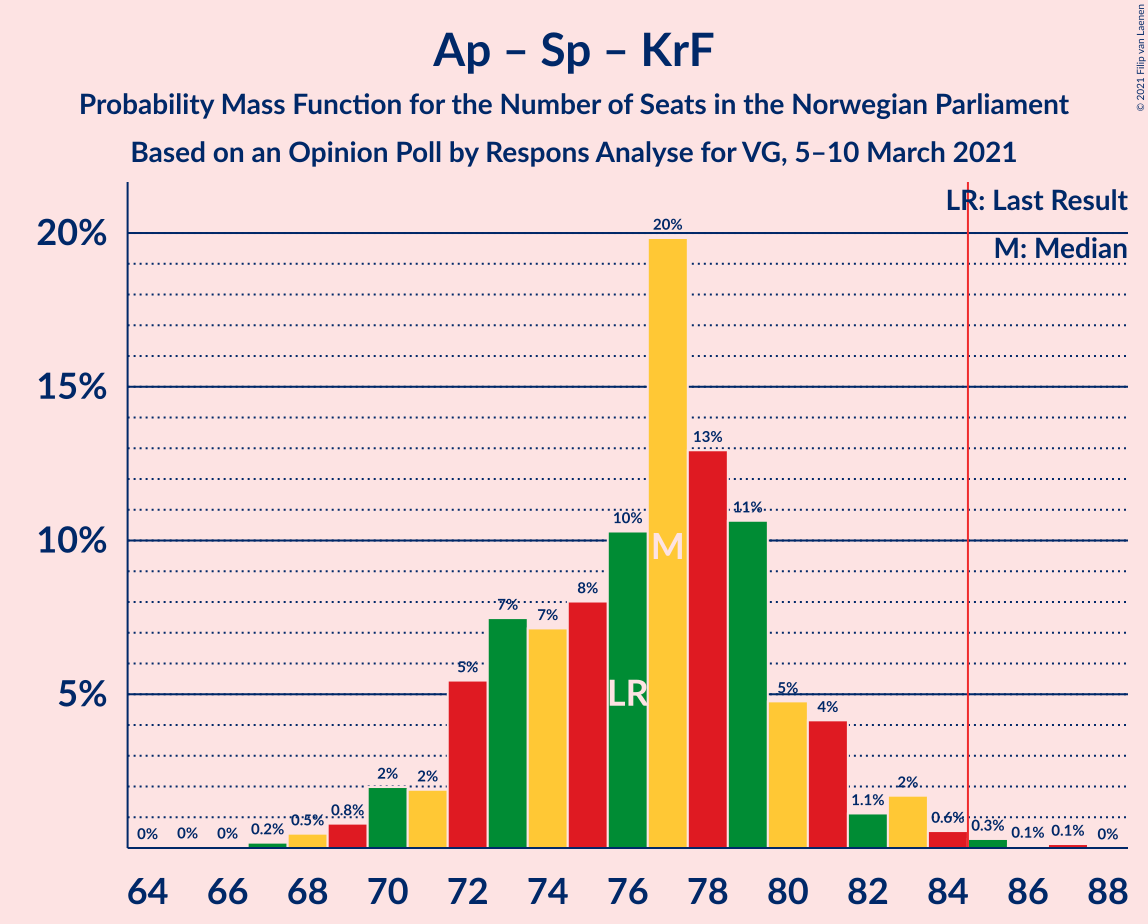 Ap – Sp – KrF
Probability Mass Function for the Number of Seats in the Norwegian Parliament
Based on an Opinion Poll by Respons Analyse for VG, 5–10 March 2021
© 2021 Filip van Laenen
LR: Last Result
M: Median
20%
15%
10%
5%
0% 0% 0% 0.2% 0.5% 0.8% 2% 2% 5% 7% 7% 8% 10% 20% 13% 11% 5% 4% 1.1% 2% 0.6% 0.3% 0.1% 0.1% 0%
M
LR
64 66 68 70 72 74 76 78 80 82 84 86 88